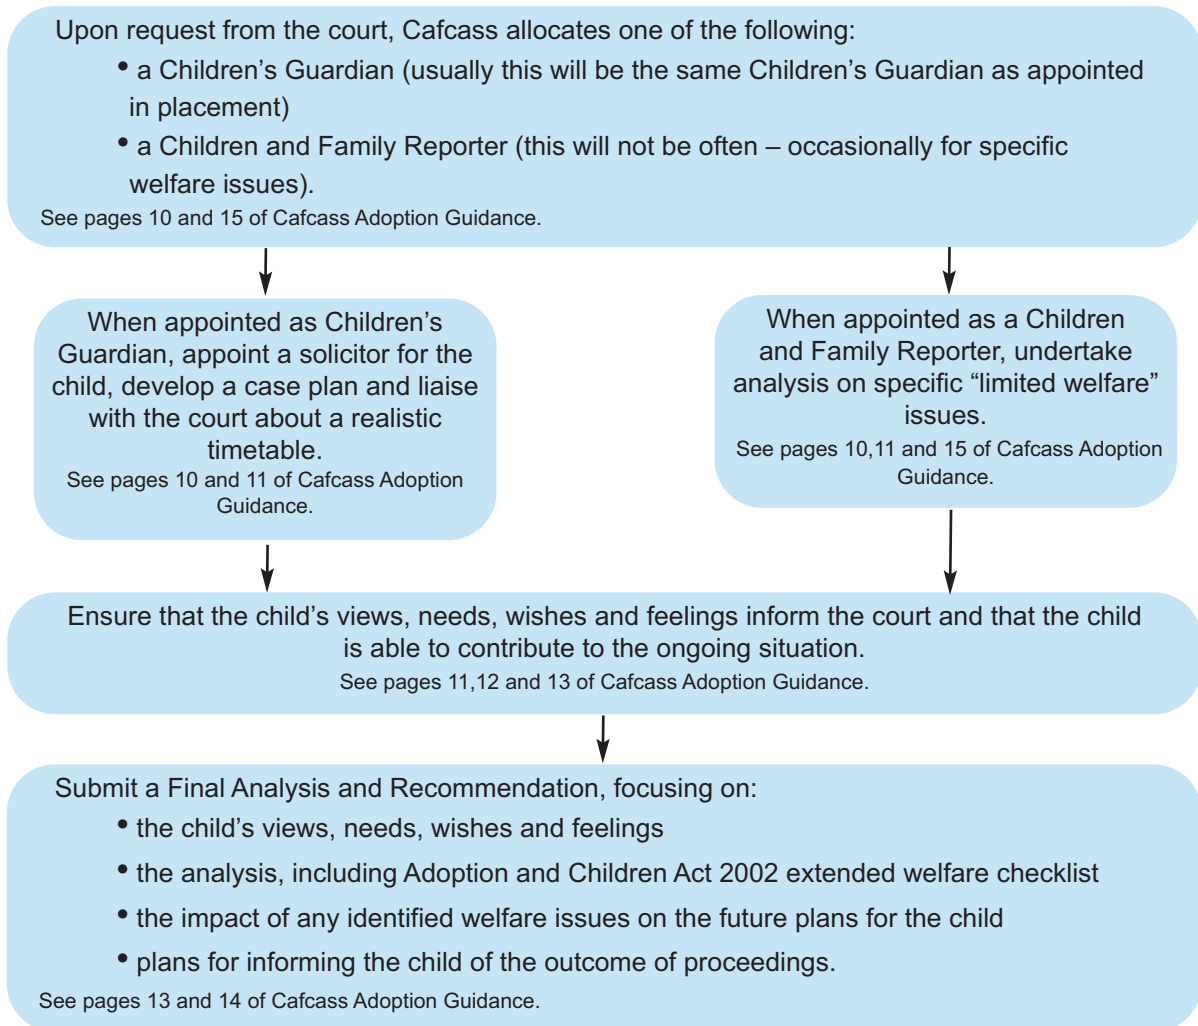 Upon request from the court, Cafcass allocates one of the following:
• a Children’s Guardian (usually this will be the same Children’s Guardian as appointed
in placement)
• a Children and Family Reporter (this will not be often – occasionally for specific
welfare issues).
See pages 10 and 15 of Cafcass Adoption Guidance.
When appointed as Children’s
Guardian, appoint a solicitor for the
child, develop a case plan and liaise
with the court about a realistic
timetable.
See pages 10 and 11 of Cafcass Adoption
Guidance.
When appointed as a Children
and Family Reporter, undertake
analysis on specific “limited welfare”
issues.
See pages 10,11 and 15 of Cafcass Adoption
Guidance.
Ensure that the child’s views, needs, wishes and feelings inform the court and that the child
is able to contribute to the ongoing situation.
See pages 11,12 and 13 of Cafcass Adoption Guidance.
Submit a Final Analysis and Recommendation, focusing on:
• the child’s views, needs, wishes and feelings
• the analysis, including Adoption and Children Act 2002 extended welfare checklist
• the impact of any identified welfare issues on the future plans for the child
• plans for informing the child of the outcome of proceedings.
See pages 13 and 14 of Cafcass Adoption Guidance.